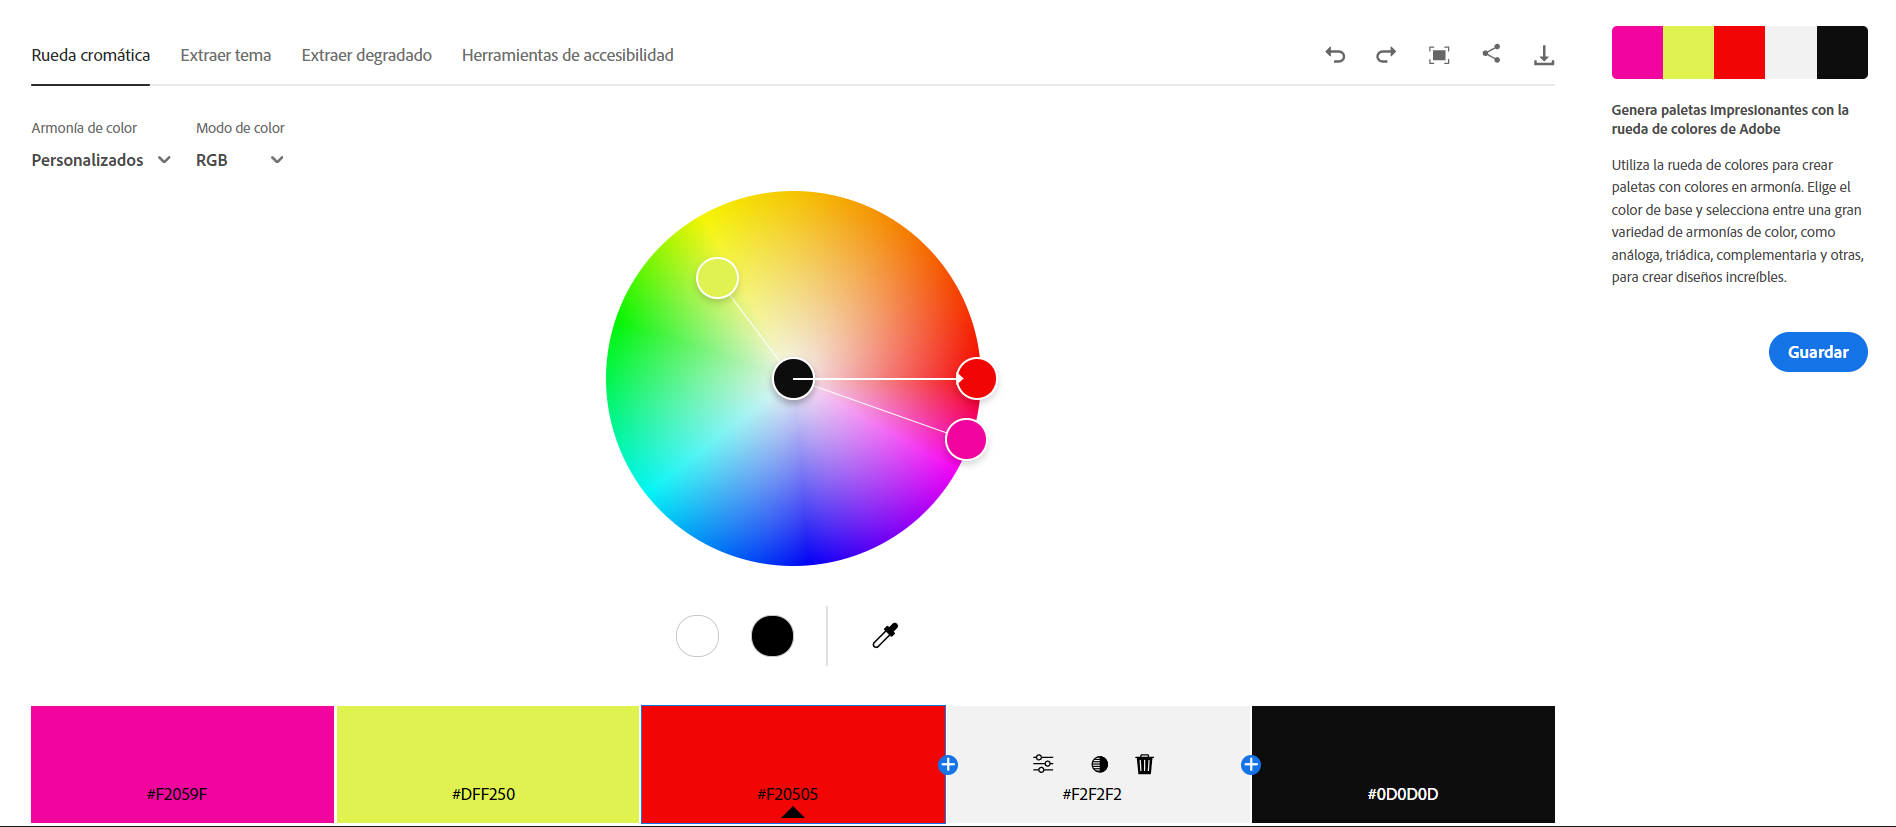 Rueda cromática
Extraer tema
Extraer degradado
Herramientas de accesibilidad
Armonía de color
Modo de color
Personalizados
RGB
#F2059F
#DFF250
#F20505
#F2F2F2
#0D0D0D
Genera paletas impresionantes con la
rueda de colores de Adobe
Utiliza la rueda de colores para crear
paletas con colores en armonía. Elige el
color de base y selecciona entre una gran
variedad de armonías de color, como
análoga, triádica, complementaria y otras,
para crear diseños increíbles.
Guardar